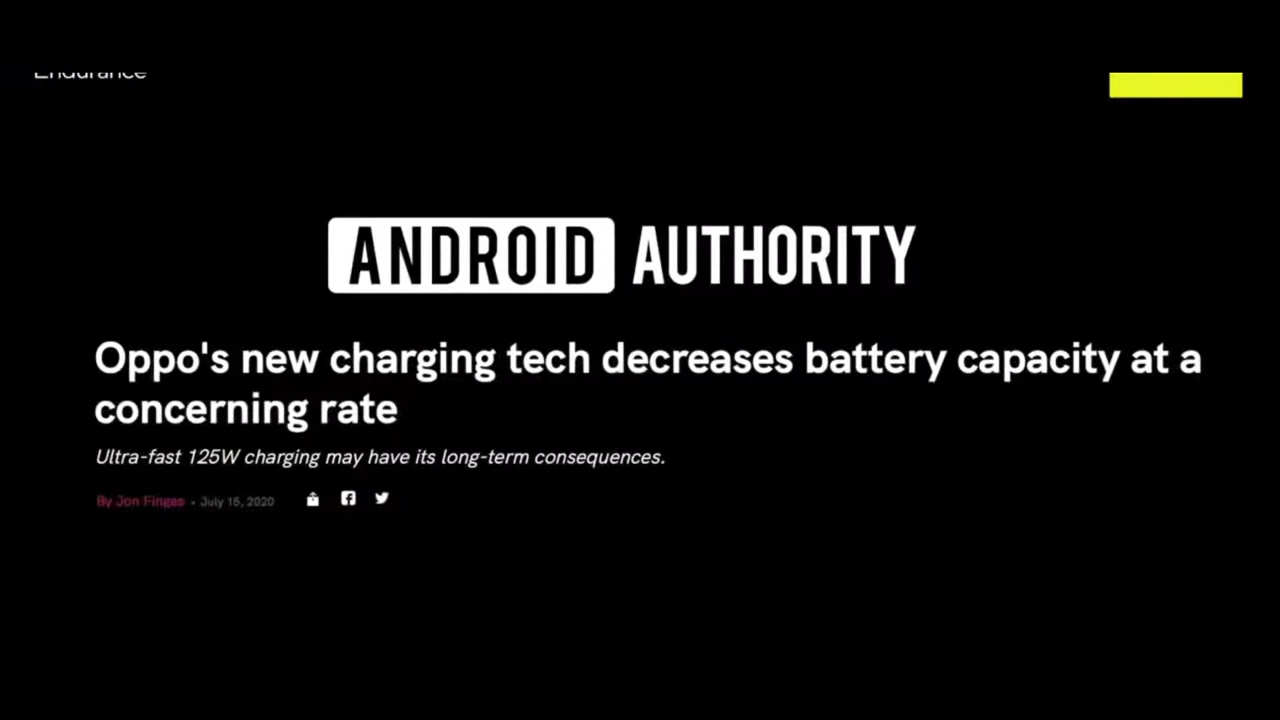 Endurance
ANDROID AUTHORITY
Oppo's new charging tech decreases battery capacity at a
concerning rate
Ultra-fast 125W charging may have its long-term consequences.
By Jon Fingas • July 15, 2020